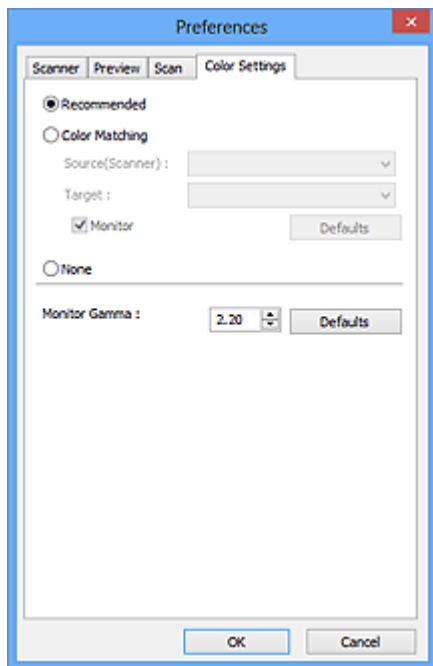 Preferences
Scanner Preview Scan Color Settings
Recommended
Color Matching
Source(Scanner) :
Target :
Monitor Defaults
None
Monitor Gamma : 2.20 Defaults
OK Cancel